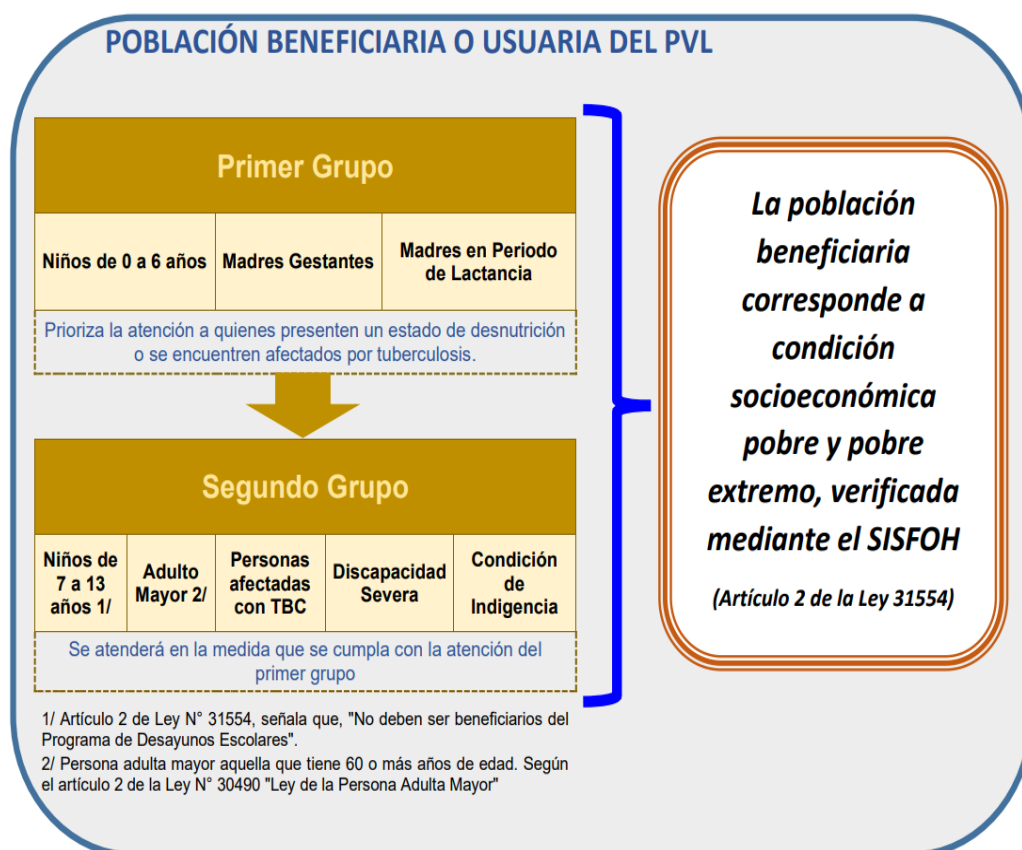 POBLACIÓN BENEFICIARIA O USUARIA DEL PVL
Primer Grupo
Niños de 0 a 6 años
Madres Gestantes
Madres en Periodo
de Lactancia
Prioriza la atención a quienes presenten un estado de desnutrición
o se encuentren afectados por tuberculosis.
Segundo Grupo
Niños de
7 a 13
años 1/
Adulto
Mayor 2/
Personas
afectadas
con TBC
Discapacidad
Severa
Condición
de
Indigencia
Se atenderá en la medida que se cumpla con la atención del
primer grupo
1/ Artículo 2 de Ley N° 31554, señala que, "No deben ser beneficiarios del
Programa de Desayunos Escolares".
2/ Persona adulta mayor aquella que tiene 60 o más años de edad. Según
el artículo 2 de la Ley N° 30490 "Ley de la Persona Adulta Mayor"
La población
beneficiaria
corresponde a
condición
socioeconómica
pobre y pobre
extremo, verificada
mediante el SISFOH
(Artículo 2 de la Ley 31554)